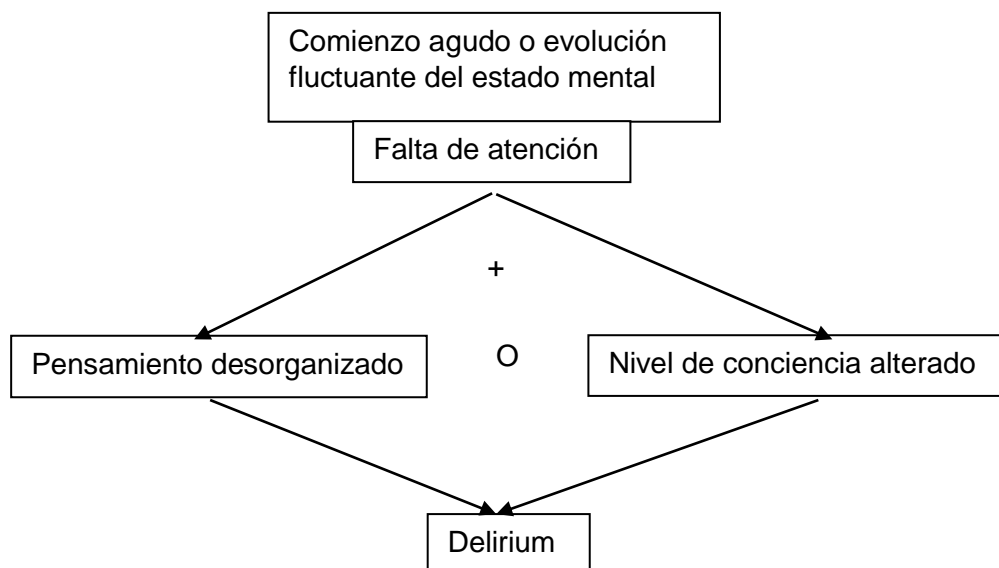 Comienzo agudo o evolución
fluctuante del estado mental
Falta de atención
+
Pensamiento desorganizado
O
Nivel de conciencia alterado
Delirium